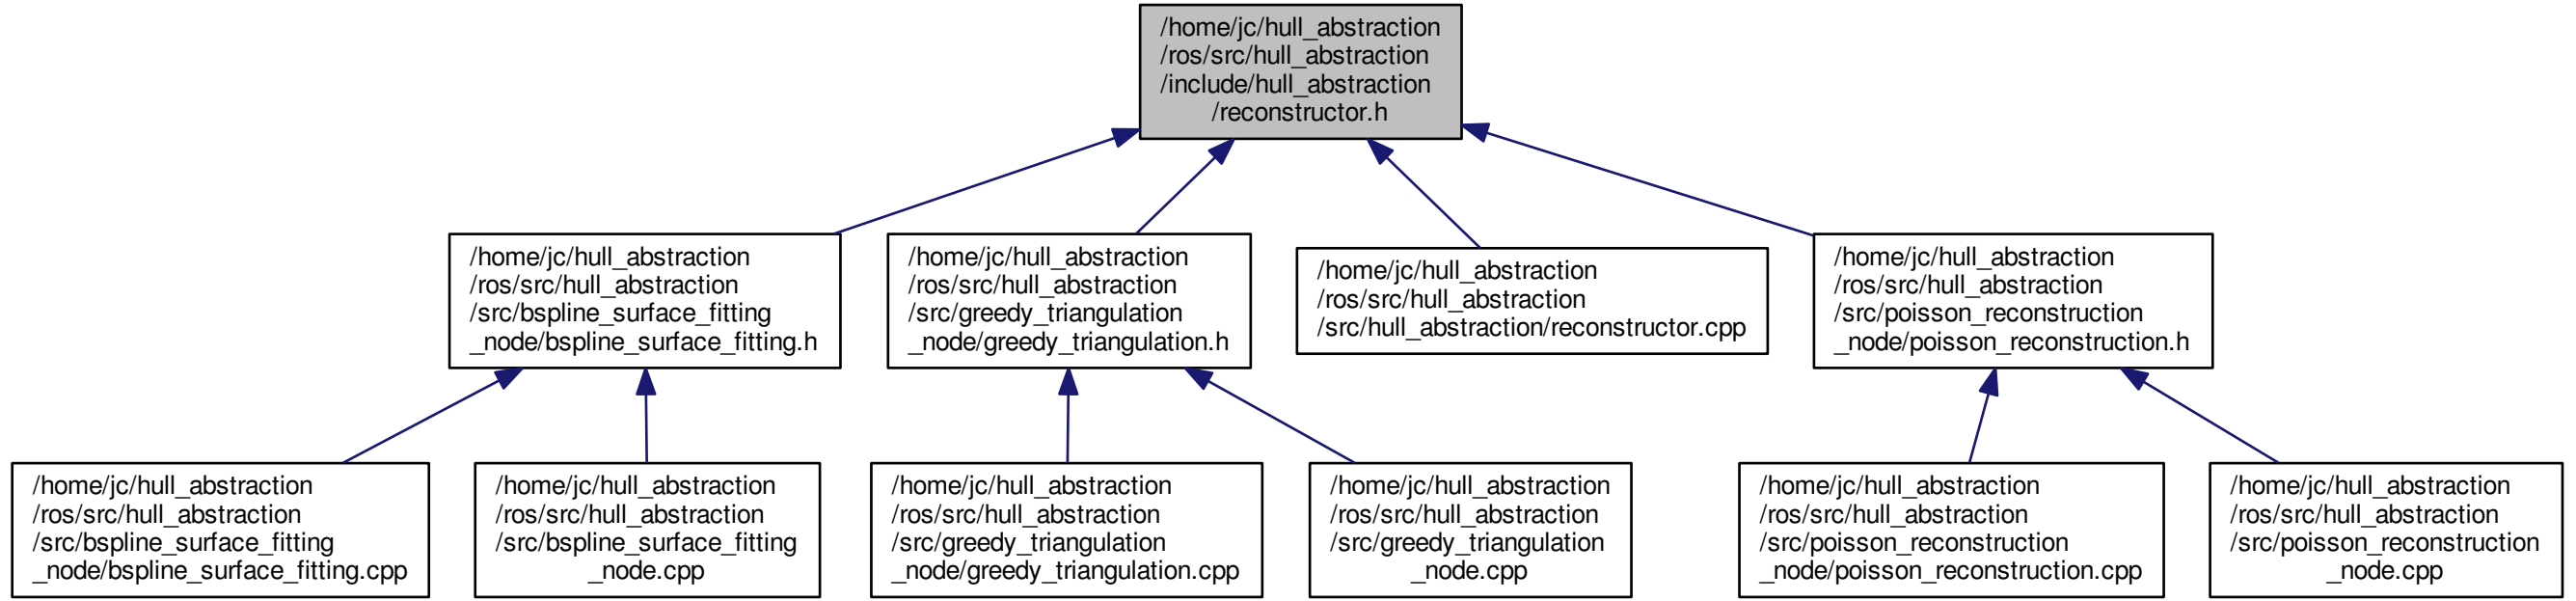 /home/jc/hull_abstraction
/ros/src/hull_abstraction
/include/hull_abstraction
/reconstructor.h
/home/jc/hull_abstraction
/ros/src/hull_abstraction
/src/bspline_surface_fitting
_node/bspline_surface_fitting.h
/home/jc/hull_abstraction
/ros/src/hull_abstraction
/src/greedy_triangulation
_node/greedy_triangulation.h
/home/jc/hull_abstraction
/ros/src/hull_abstraction
/src/hull_abstraction/reconstructor.cpp
/home/jc/hull_abstraction
/ros/src/hull_abstraction
/src/poisson_reconstruction
_node/poisson_reconstruction.h
/home/jc/hull_abstraction
/ros/src/hull_abstraction
/src/bspline_surface_fitting
_node/bspline_surface_fitting.cpp
/home/jc/hull_abstraction
/ros/src/hull_abstraction
/src/bspline_surface_fitting
_node.cpp
/home/jc/hull_abstraction
/ros/src/hull_abstraction
/src/greedy_triangulation
_node/greedy_triangulation.cpp
/home/jc/hull_abstraction
/ros/src/hull_abstraction
/src/greedy_triangulation
_node.cpp
/home/jc/hull_abstraction
/ros/src/hull_abstraction
/src/poisson_reconstruction
_node/poisson_reconstruction.cpp
/home/jc/hull_abstraction
/ros/src/hull_abstraction
/src/poisson_reconstruction
_node.cpp